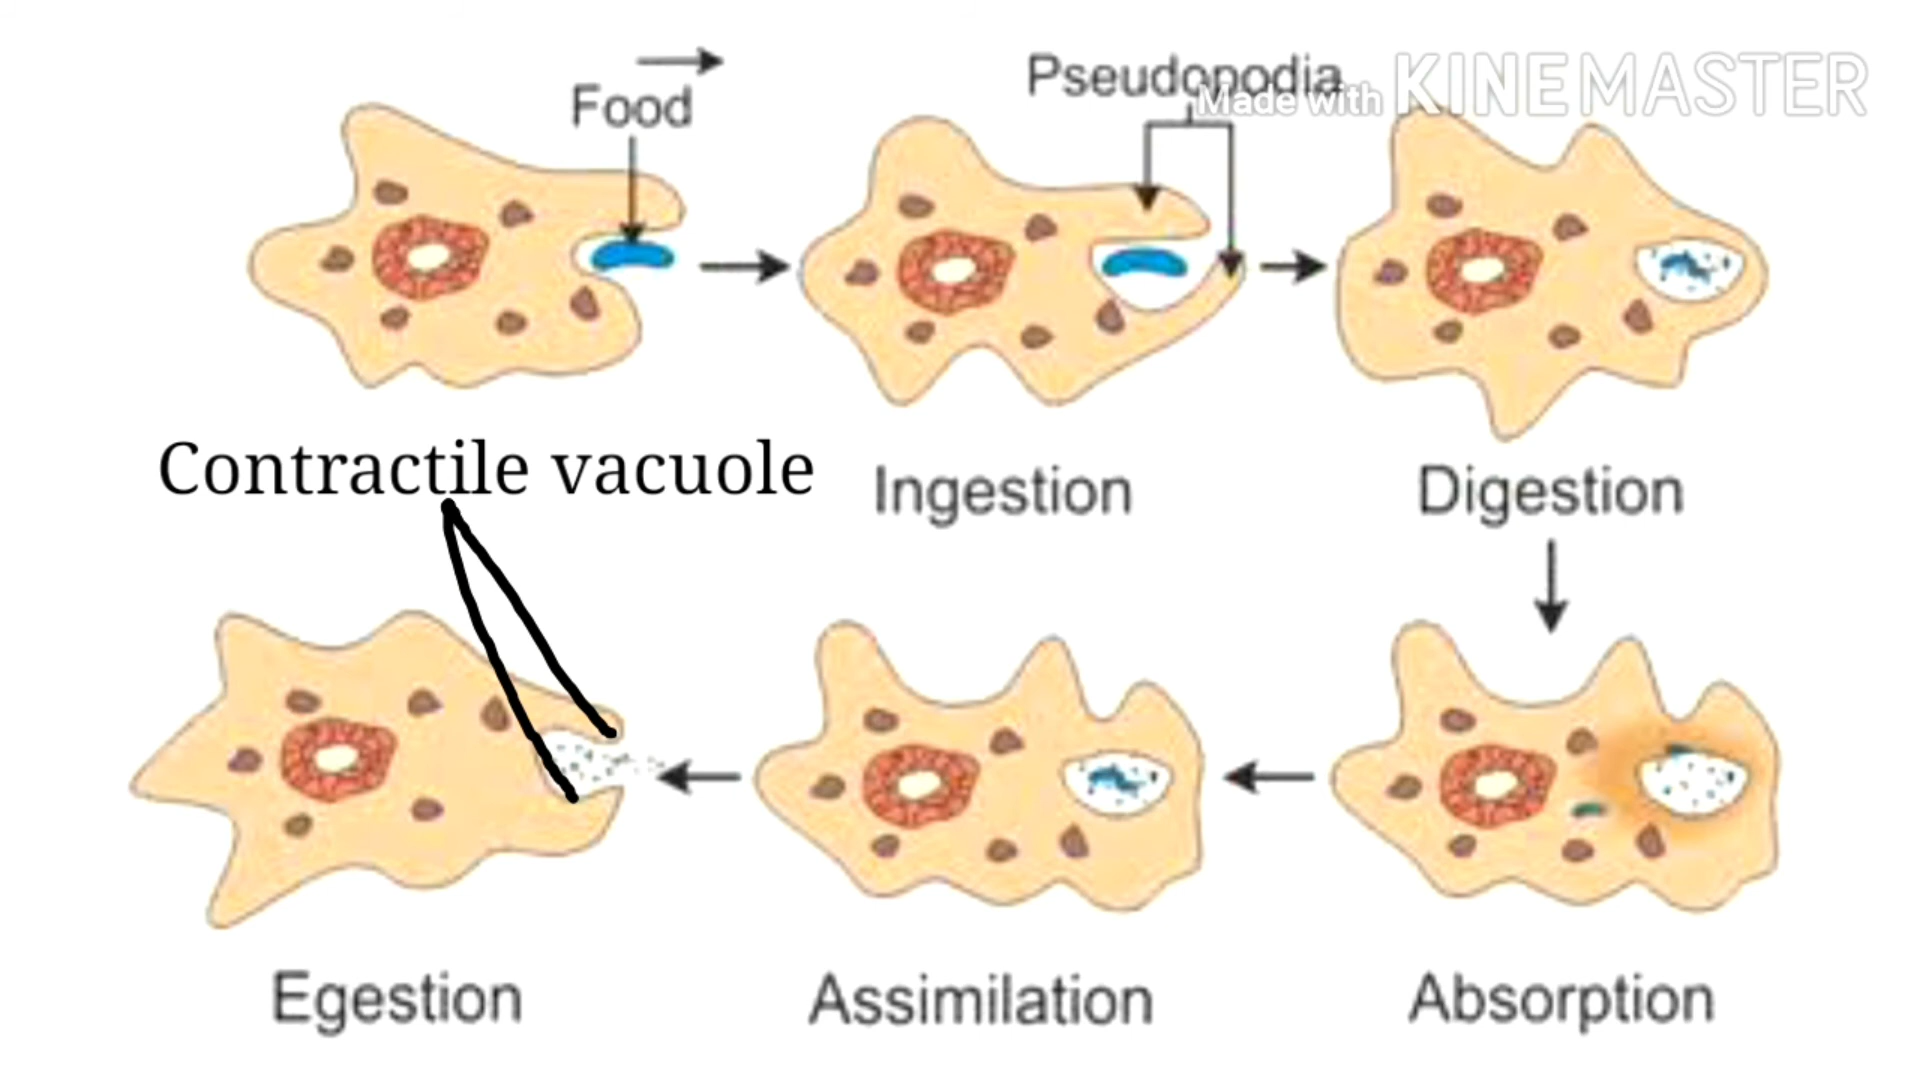 Food
Pseudopodia
Made with KINEMASTER
Contractile vacuole
Ingestion
Digestion
Egestion
Assimilation
Absorption